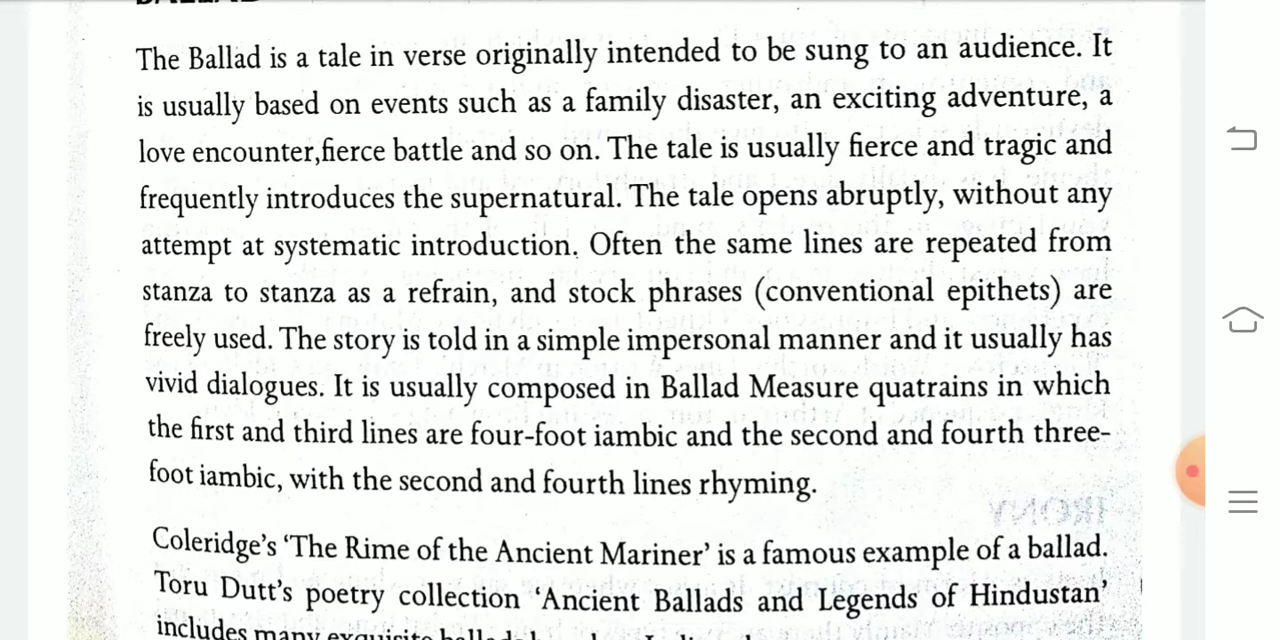 The Ballad is a tale in verse originally intended to be sung to an audience. It
is usually based on events such as a family disaster, an exciting adventure, a
love encounter,fierce battle and so on. The tale is usually fierce and tragic and
frequently introduces the supernatural. The tale opens abruptly, without any
attempt at systematic introduction. Often the same lines are repeated from
stanza to stanza as a refrain, and stock phrases (conventional epithets) are
freely used. The story is told in a simple impersonal manner and it usually has
vivid dialogues. It is usually composed in Ballad Measure quatrains in which
the first and third lines are four-foot iambic and the second and fourth three-
foot iambic, with the second and fourth lines rhyming.
Coleridge's 'The Rime of the Ancient Mariner' is a famous example of a ballad.
Toru Dutt's poetry collection 'Ancient Ballads and Legends of Hindustan'
includes many exquisite